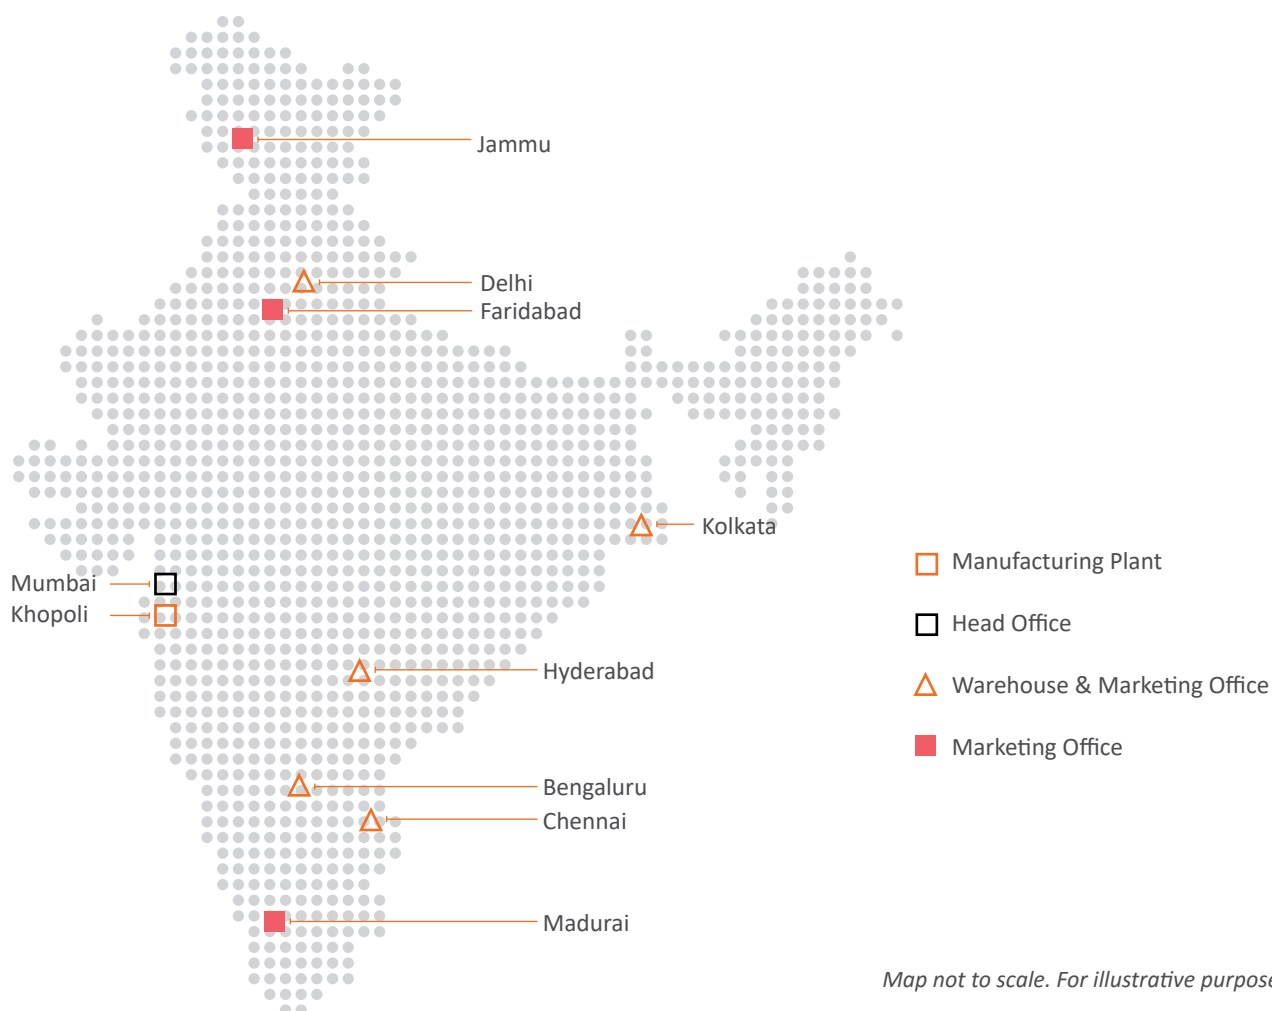 Jammu
Delhi
Faridabad
Kolkata
Mumbai
Khopoli
Hyderabad
Bengaluru
Chennai
Madurai
Manufacturing Plant
Head Office
Warehouse & Marketing Office
Marketing Office
Map not to scale. For illustrative purpose